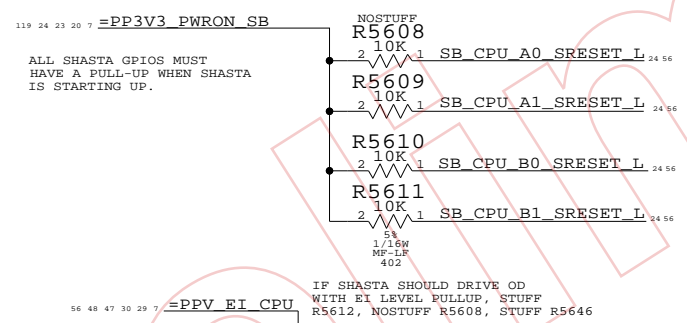 119 24 23 20 7 =PP3V3_PWRON_SB
NOSTUFF
R5608
10K
2 1 SB_CPU_A0_SRESET_L 24 56
ALL SHASTA GPIOS MUST
HAVE A PULL-UP WHEN SHASTA
IS STARTING UP.
R5609
10K
2 1 SB_CPU_A1_SRESET_L 24 56
R5610
10K
2 1 SB_CPU_B0_SRESET_L 24 56
R5611
10K
2 1 SB_CPU_B1_SRESET_L 24 56
5%
1/16W
MF-LF
402
IF SHASTA SHOULD DRIVE OD
WITH EI LEVEL PULLUP, STUFF
R5612, NOSTUFF R5608, STUFF R5646
56 48 47 30 29 7 =PPV_EI_CPU